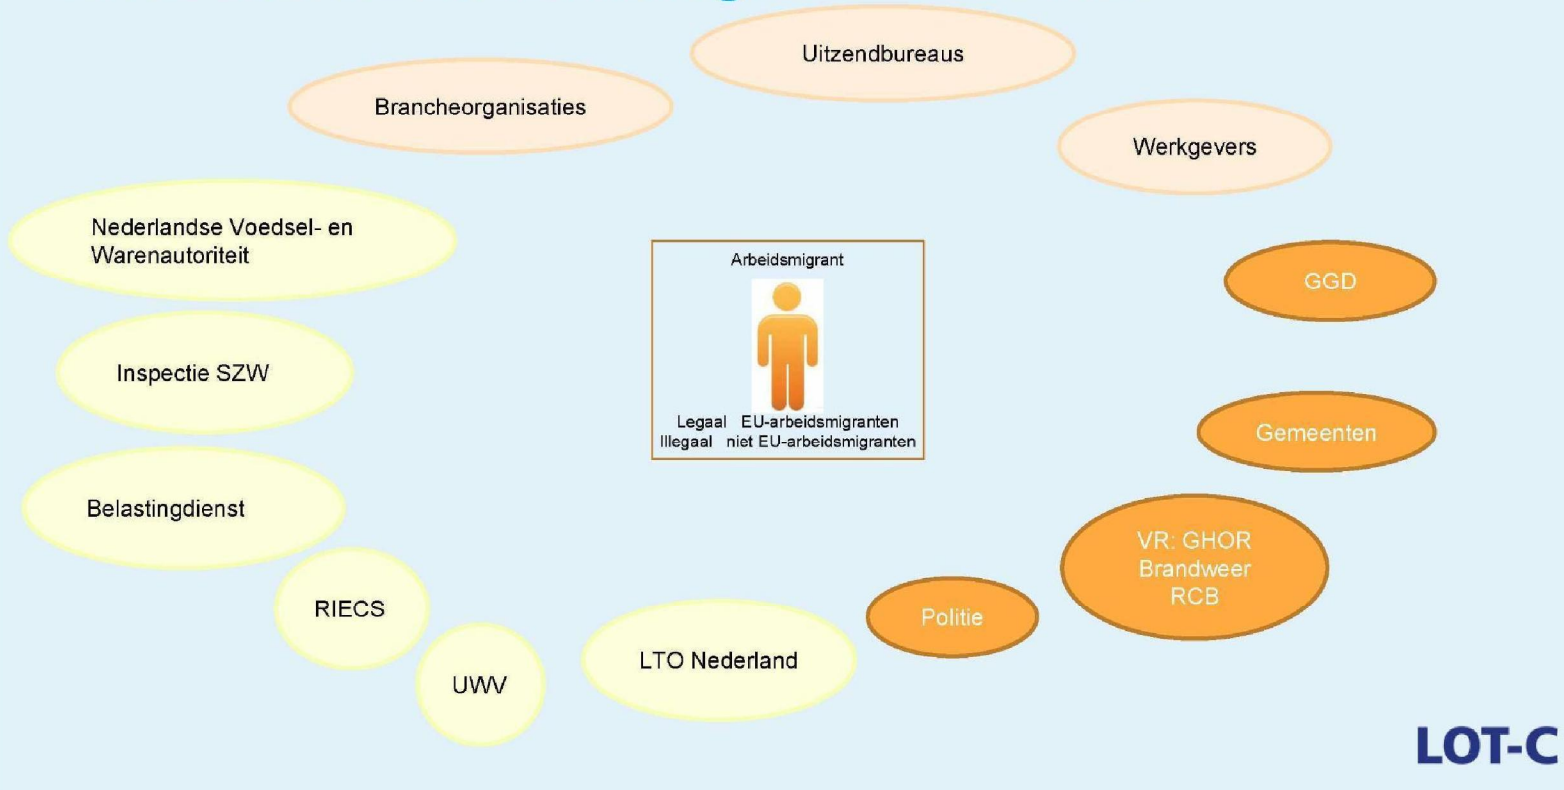 Uitzendbureaus
Brancheorganisaties
Werkgevers
Nederlandse Voedsel- en
Warenautoriteit
Arbeidsmigrant
GGD
Inspectie SZW
Legaal EU-arbeidsmigranten
Illegaal niet EU-arbeidsmigranten
Gemeenten
Belastingdienst
VR: GHOR
Brandweer
RCB
RIECS
Politie
LTO Nederland
UWV
LOT-C